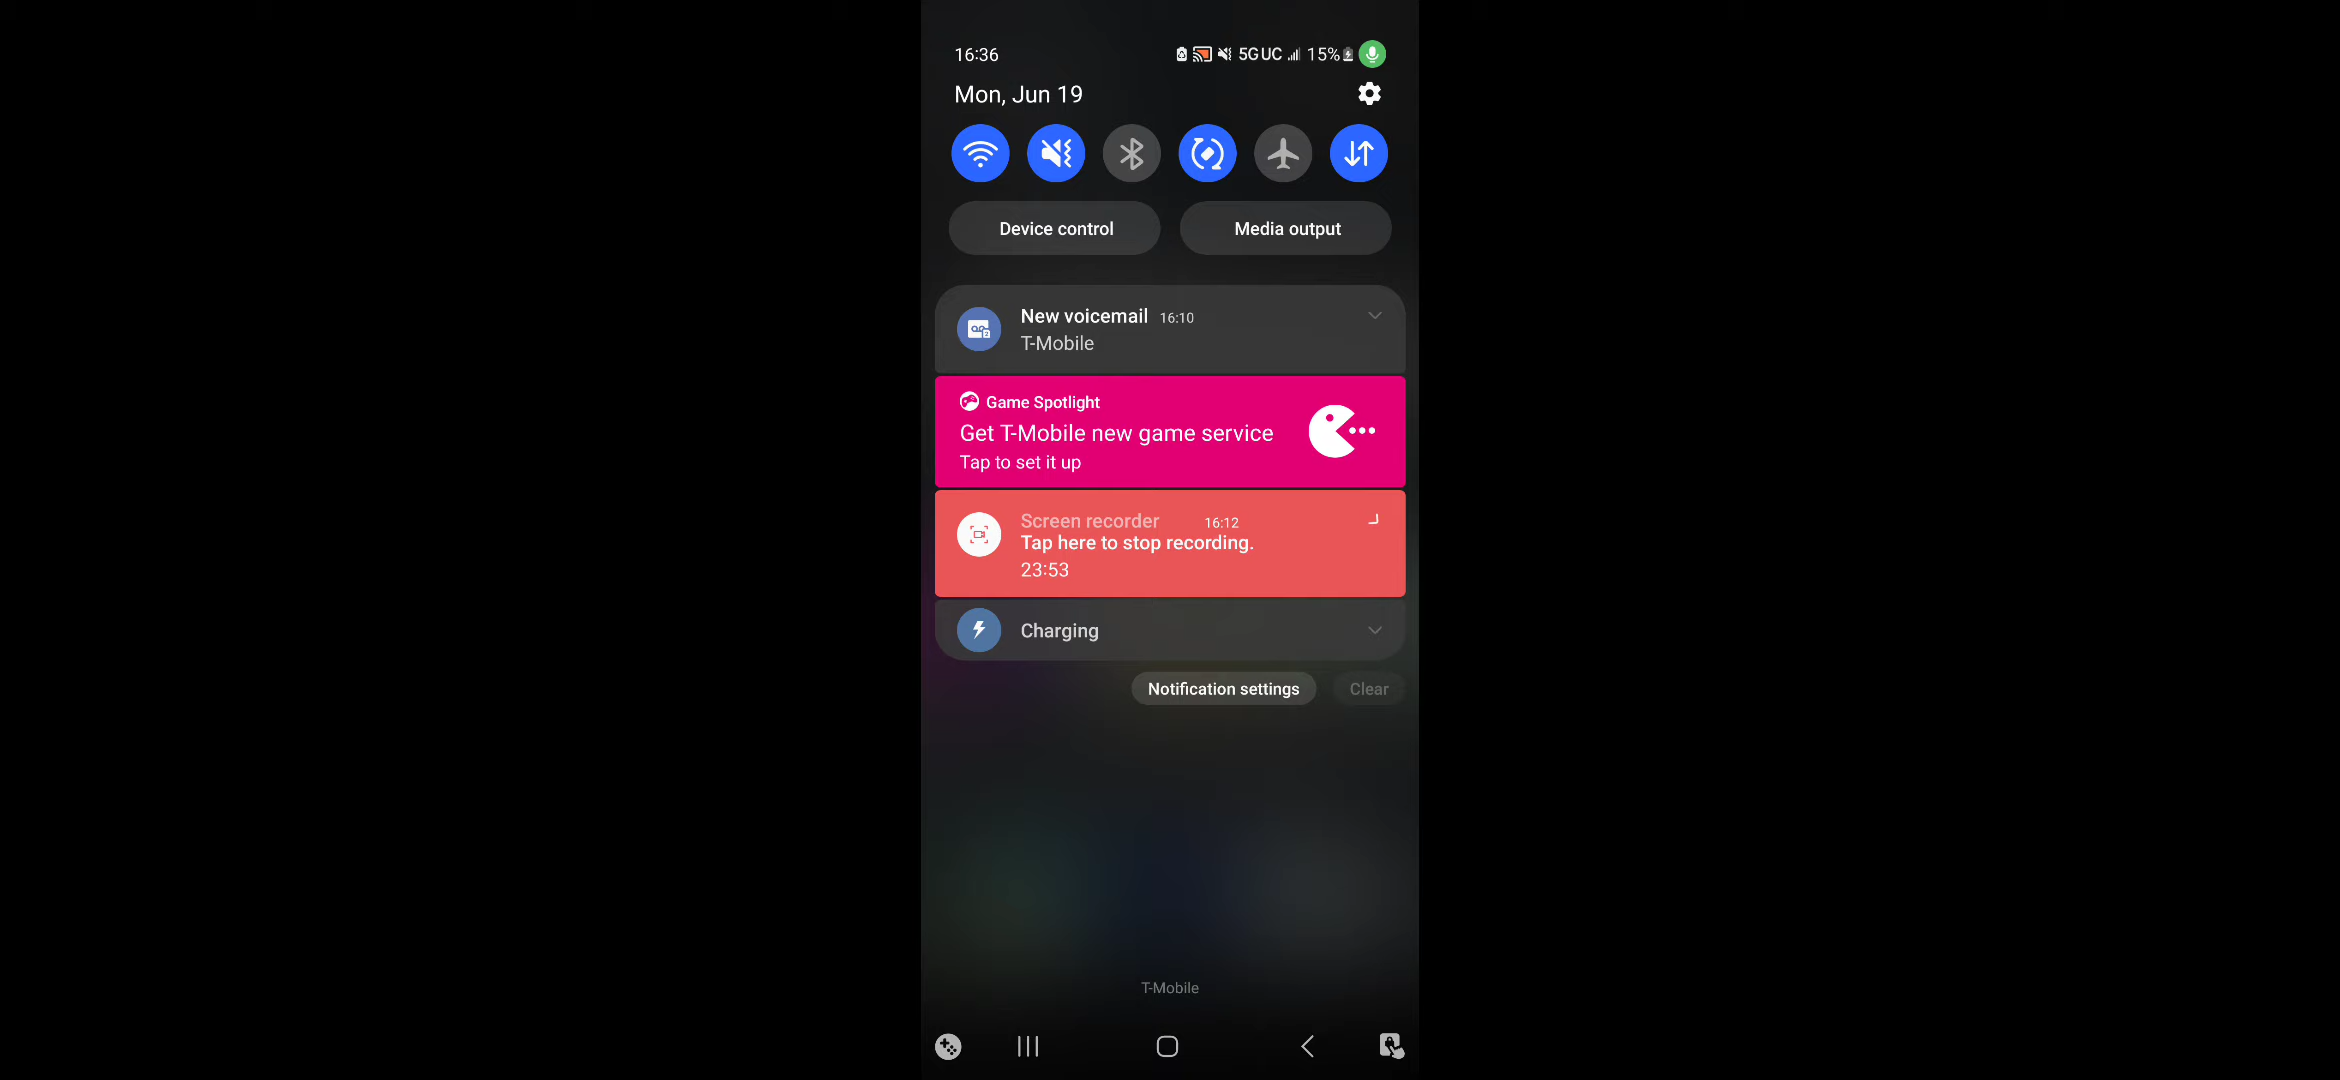 16:36 5G UC 15%
Mon, Jun 19
Device control Media output
New voicemail 16:10
T-Mobile
Game Spotlight
Get T-Mobile new game service
Tap to set it up
Screen recorder 16:12
Tap here to stop recording.
23:53
Charging
Notification settings Clear
T-Mobile